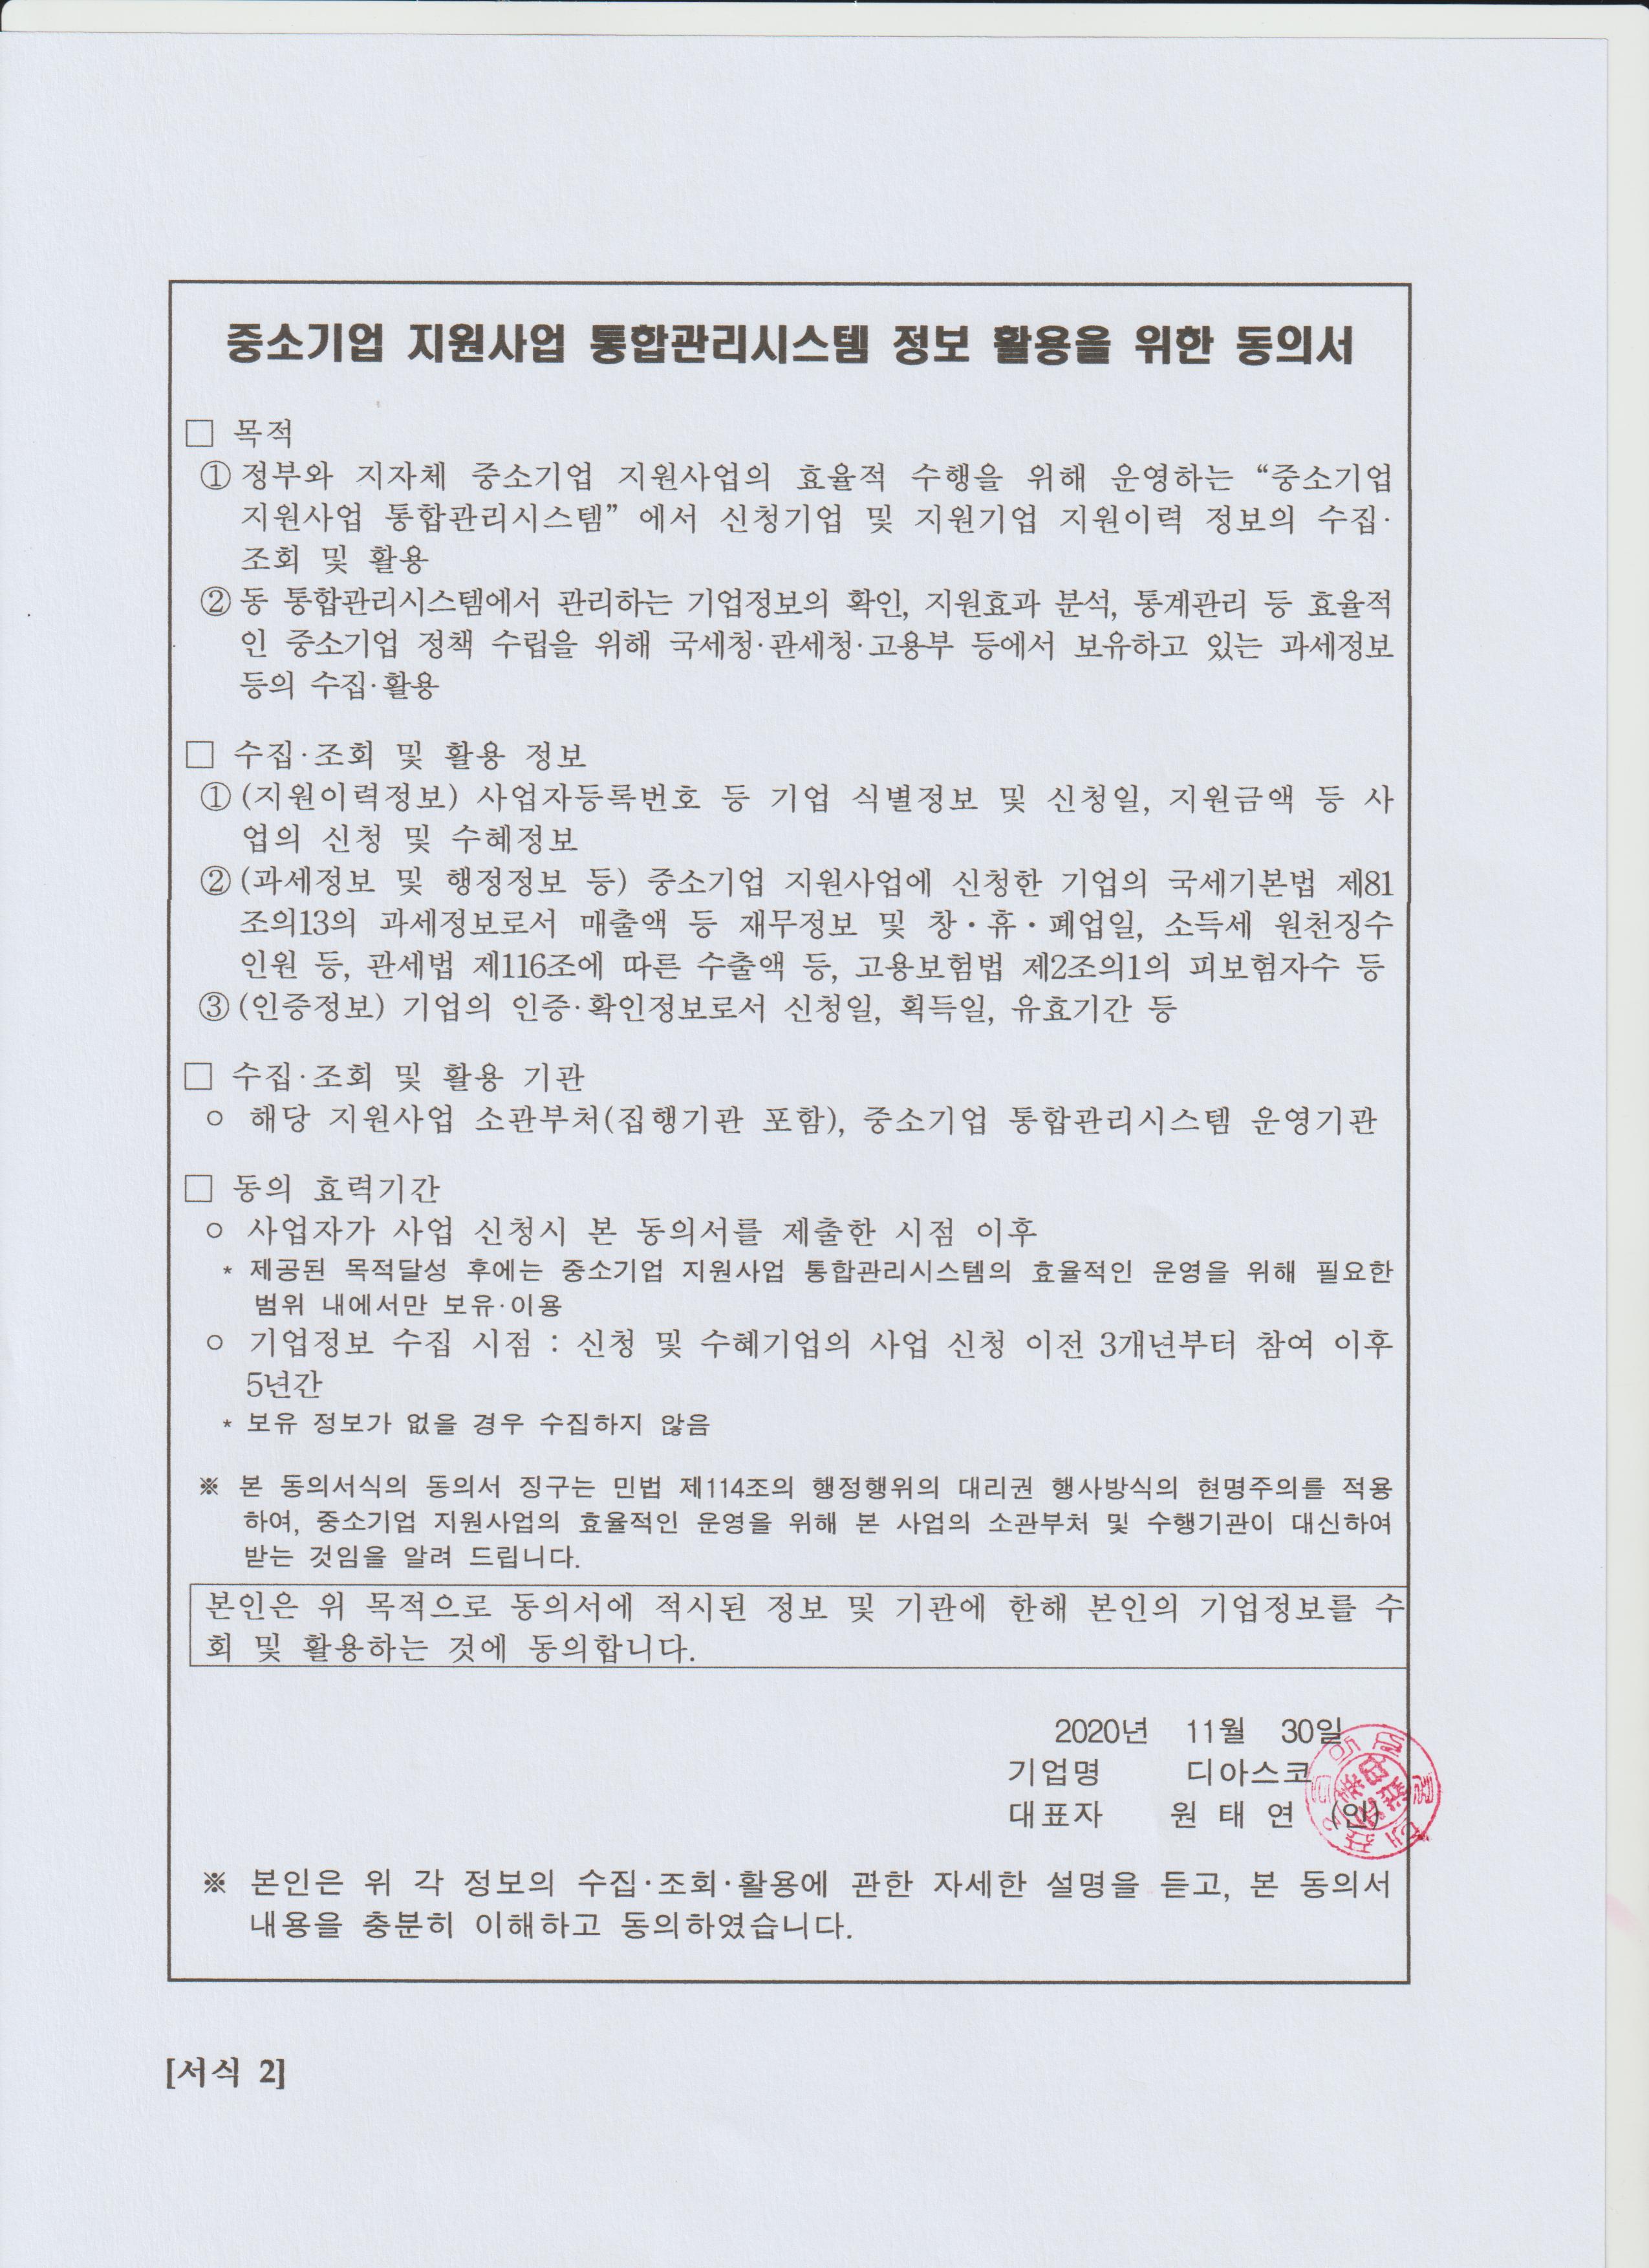 중소기업 지원사업 통합관리시스템 정보 활용을 위한 동의서
□ 목적
① 정부와 지자체 중소기업 지원사업의 효율적 수행을 위해 운영하는 “중소기업
지원사업 통합관리시스템” 에서 신청기업 및 지원기업 지원이력 정보의 수집·
조회 및 활용
② 동 통합관리시스템에서 관리하는 기업정보의 확인, 지원효과 분석, 통계관리 등 효율적
인 중소기업 정책 수립을 위해 국세청·관세청·고용부 등에서 보유하고 있는 과세정보
등의 수집·활용
□ 수집·조회 및 활용 정보
① (지원이력정보) 사업자등록번호 등 기업 식별정보 및 신청일, 지원금액 등 사
업의 신청 및 수혜정보
② (과세정보 및 행정정보 등) 중소기업 지원사업에 신청한 기업의 국세기본법 제81
조의13의 과세정보로서 매출액 등 재무정보 및 창·휴·폐업일, 소득세 원천징수
인원 등, 관세법 제116조에 따른 수출액 등, 고용보험법 제2조의1의 피보험자수 등
③ (인증정보) 기업의 인증·확인정보로서 신청일, 획득일, 유효기간 등
□ 수집·조회 및 활용 기관
ㅇ 해당 지원사업 소관부처(집행기관 포함), 중소기업 통합관리시스템 운영기관
□ 동의 효력기간
ㅇ 사업자가 사업 신청시 본 동의서를 제출한 시점 이후
* 제공된 목적달성 후에는 중소기업 지원사업 통합관리시스템의 효율적인 운영을 위해 필요한
범위 내에서만 보유·이용
ㅇ 기업정보 수집 시점 : 신청 및 수혜기업의 사업 신청 이전 3개년부터 참여 이후
5년간
* 보유 정보가 없을 경우 수집하지 않음
※ 본 동의서식의 동의서 징구는 민법 제114조의 행정행위의 대리권 행사방식의 현명주의를 적용
하여, 중소기업 지원사업의 효율적인 운영을 위해 본 사업의 소관부처 및 수행기관이 대신하여
받는 것임을 알려 드립니다.
본인은 위 목적으로 동의서에 적시된 정보 및 기관에 한해 본인의 기업정보를 수
회 및 활용하는 것에 동의합니다.
2020년 11월 30일
기업명 디아스코
대표자 원 태 연 (인)
※ 본인은 위 각 정보의 수집·조회·활용에 관한 자세한 설명을 듣고, 본 동의서
내용을 충분히 이해하고 동의하였습니다.
[서식 2]